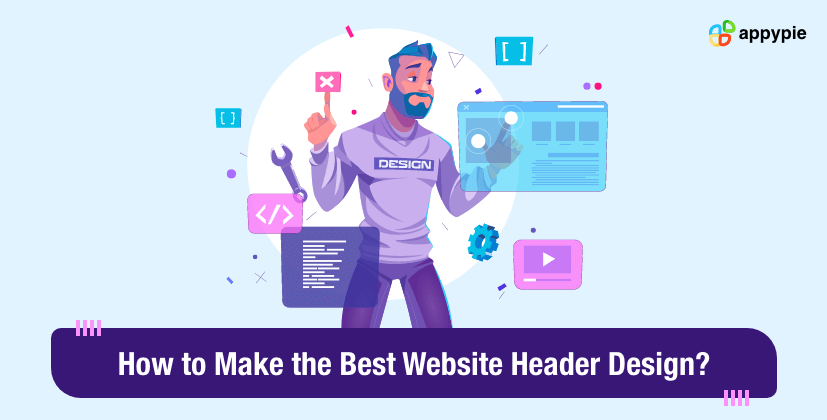 appypie
[ ]
[ ]
DESIGN
</>
How to Make the Best Website Header Design?